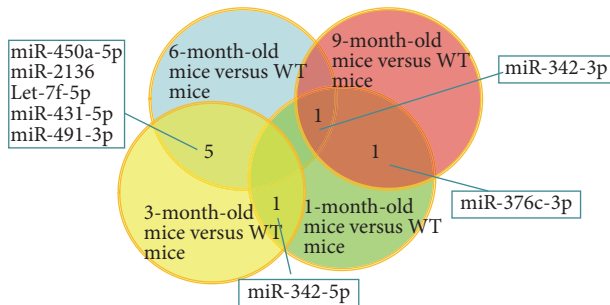 miR-450a-5p
miR-2136
Let-7f-5p
miR-431-5p
miR-491-3p
6-month-old
mice versus WT
mice
9-month-old
mice versus WT
mice
miR-342-3p
1
5
1
miR-376c-3p
3-month-old
mice versus WT
mice
1
1-month-old
mice versus WT
mice
miR-342-5p